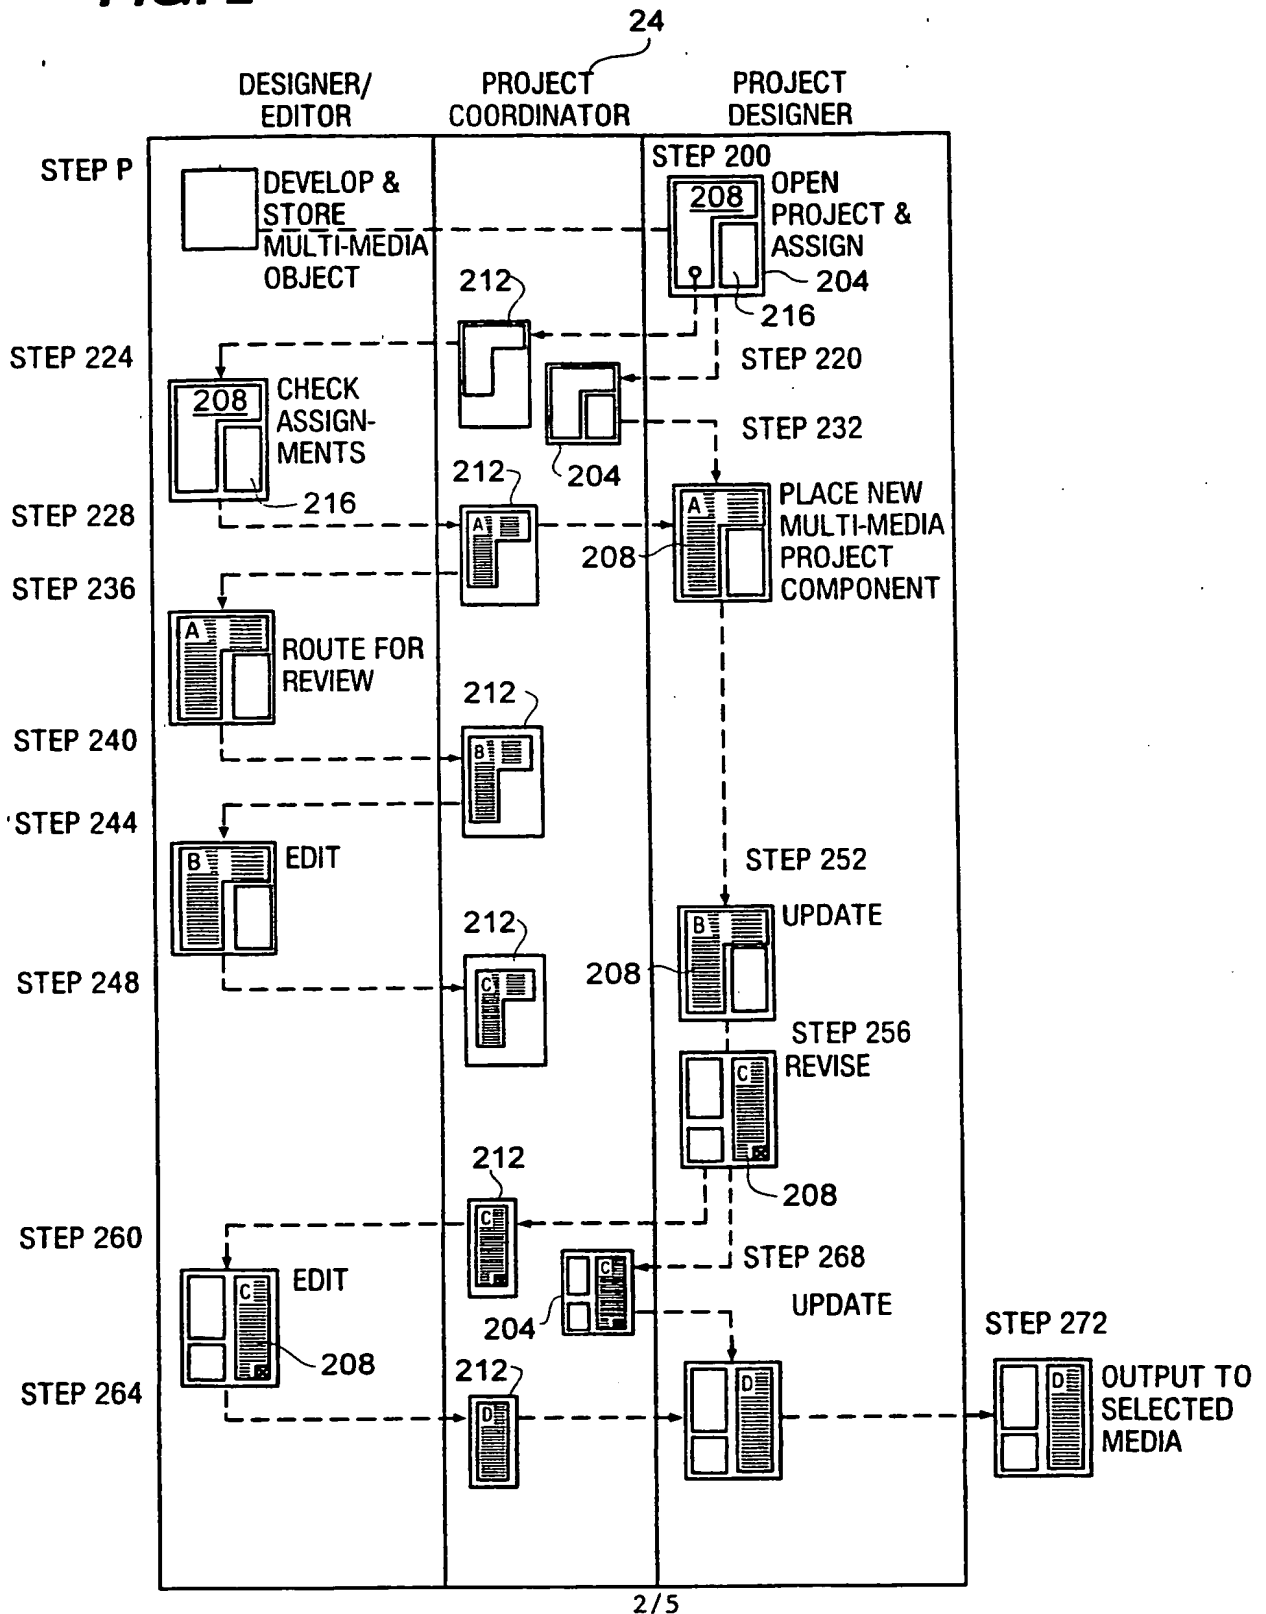 24
DESIGNER/
EDITOR
PROJECT
COORDINATOR
PROJECT
DESIGNER
STEP P
DEVELOP &
STORE
MULTI-MEDIA
OBJECT
STEP 200
208
OPEN
PROJECT &
ASSIGN
204
216
212
STEP 224
STEP 220
208
CHECK
ASSIGN-
MENTS
216
204
STEP 232
212
STEP 228
A
208
A
PLACE NEW
MULTI-MEDIA
PROJECT
COMPONENT
STEP 236
A
ROUTE FOR
REVIEW
212
STEP 240
B
STEP 244
B
EDIT
STEP 252
B
UPDATE
208
212
STEP 248
C
STEP 256
REVISE
C
208
212
C
STEP 260
STEP 268
C
204
UPDATE
EDIT
C
208
STEP 272
STEP 264
212
D
D
D
OUTPUT TO
SELECTED
MEDIA
2/5